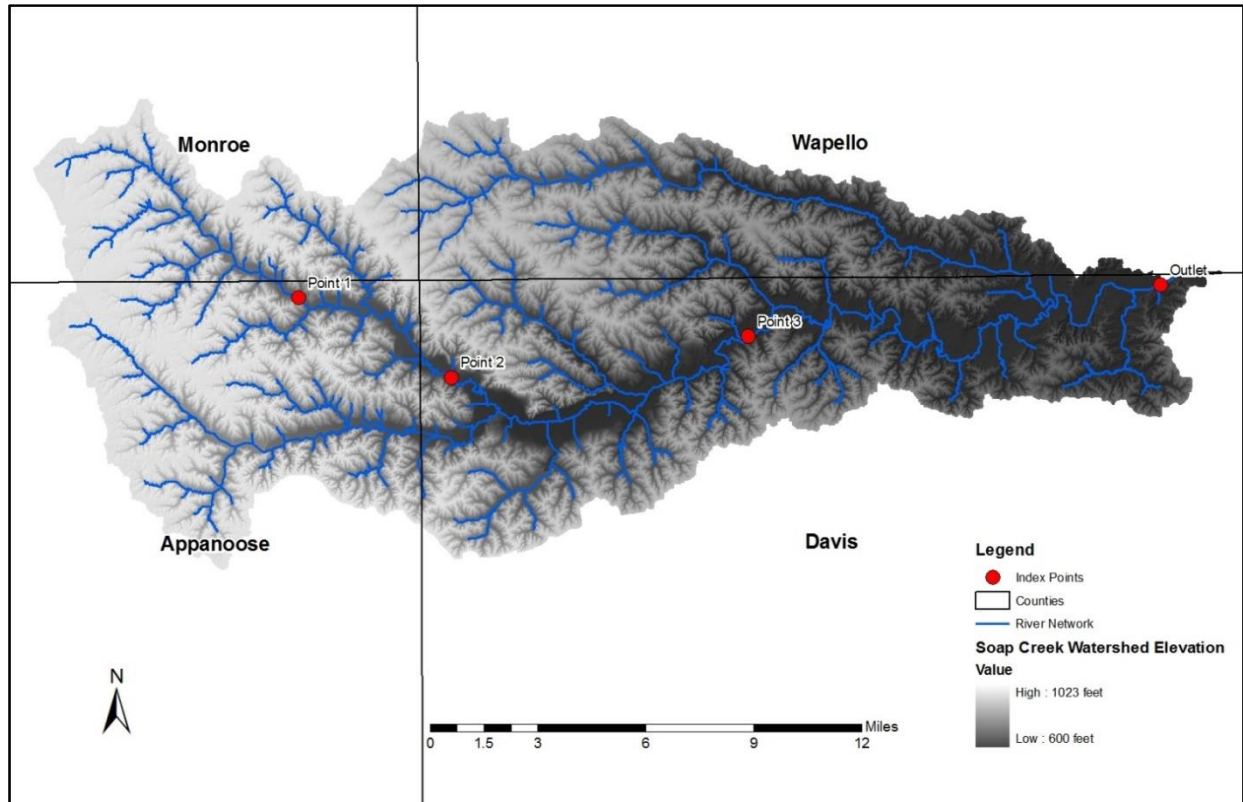 Monroe
Wapello
Outlet
Point 1
Point 3
Point 2
Appanoose
Davis
Legend
Index Points
Counties
River Network
Soap Creek Watershed Elevation
Value
High : 1023 feet
Low : 600 feet
N
Miles
0 1.5 3 6 9 12